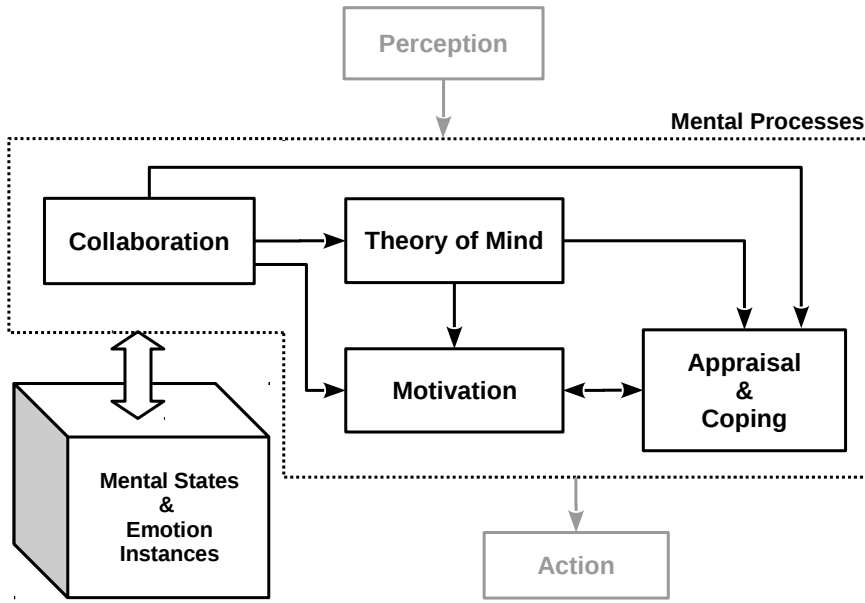 Perception
Mental Processes
Collaboration
Theory of Mind
Motivation
Appraisal
&
Coping
Mental States
&
Emotion
Instances
Action